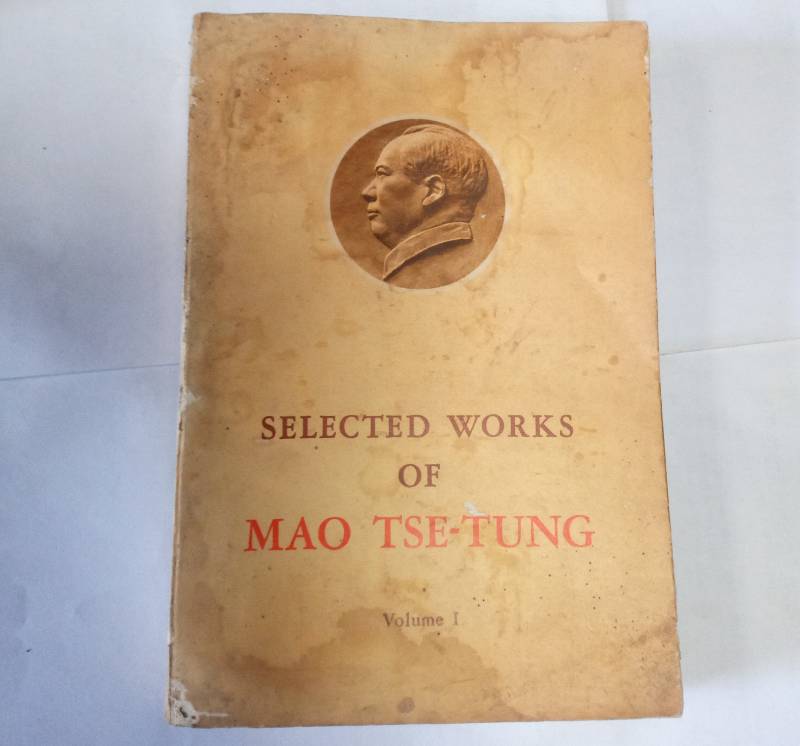 SELECTED WORKS
OF
MAO TSE-TUNG
Volume I